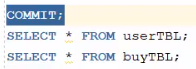 COMMIT;
SELECT * FROM userTBL;
SELECT * FROM buyTBL;